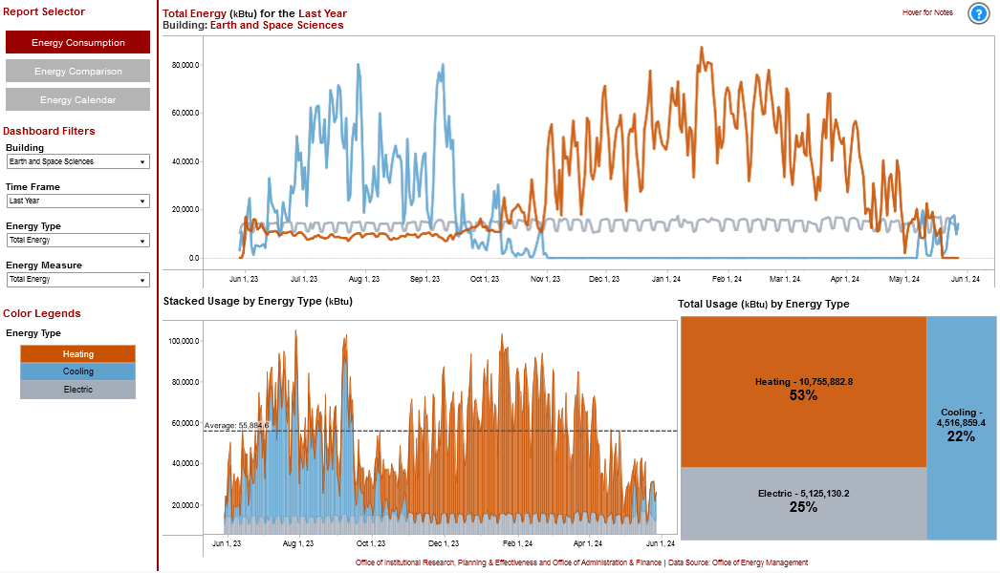 Report Selector
Energy Consumption
Energy Comparison
Energy Calendar
Dashboard Filters
Building
Earth and Space Sciences
Time Frame
Last Year
Energy Type
Total Energy
Energy Measure
Total Energy
Color Legends
Energy Type
Heating
Cooling
Electric
Total Energy (kBtu) for the Last Year
Building: Earth and Space Sciences
Hover for Notes
?
80,000.0
60,000.0
40,000.0
20,000.0
0.0
Jun 1, 23 Jul 1, 23 Aug 1, 23 Sep 1, 23 Oct 1, 23 Nov 1, 23 Dec 1, 23 Jan 1, 24 Feb 1, 24 Mar 1, 24 Apr 1, 24 May 1, 24 Jun 1, 24
Stacked Usage by Energy Type (kBtu)
100,000.0
80,000.0
60,000.0
Average: 55,884.6
40,000.0
20,000.0
Jun 1, 23 Aug 1, 23 Oct 1, 23 Dec 1, 23 Feb 1, 24 Apr 1, 24 Jun 1, 24
Total Usage (kBtu) by Energy Type
Heating - 10,755,882.8
53%
Cooling -
4,516,859.4
22%
Electric - 5,125,130.2
25%
Office of Institutional Research, Planning & Effectiveness and Office of Administration & Finance | Data Source: Office of Energy Management